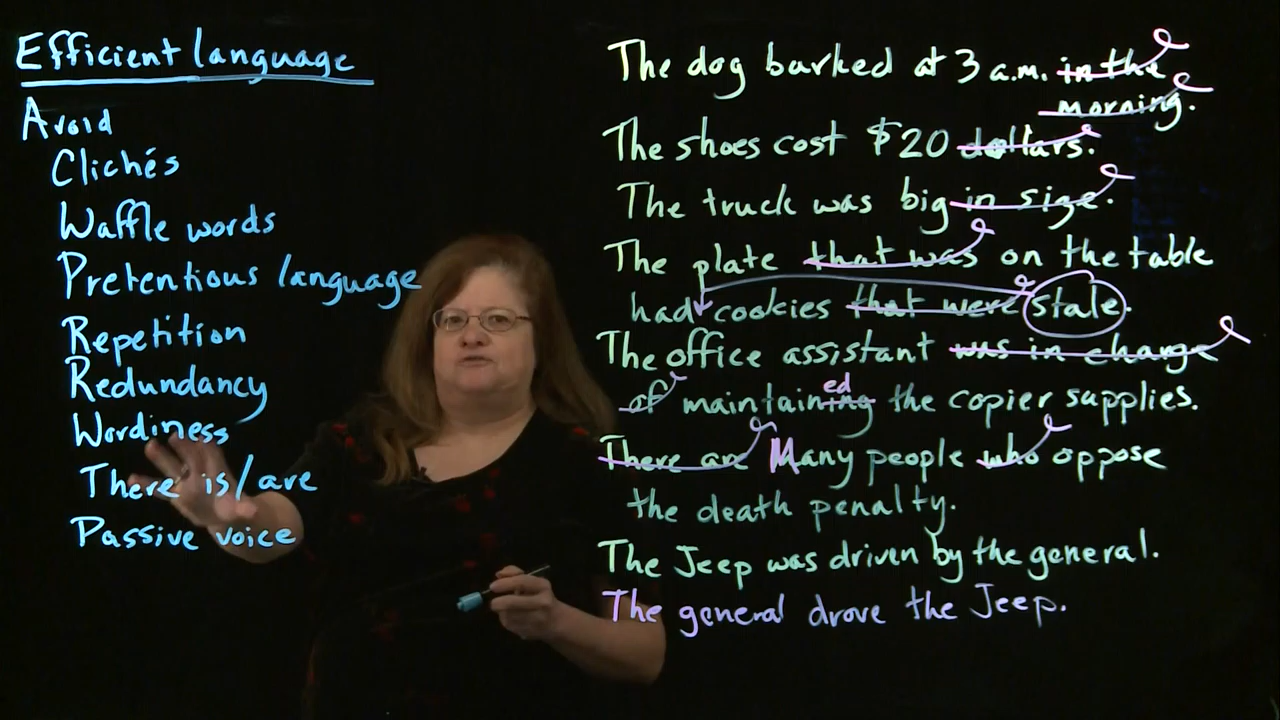 Efficient language
Avoid
Clichés
Waffle words
Pretentious language
Repetition
Redundancy
Wordiness
There is/are
Passive voice
The dog barked at 3 a.m. in the
morning.
The shoes cost $20 dollars.
The truck was big in size.
The plate that was on the table
had cookies that were stale.
The office assistant was in charge
ed
of maintaining the copier supplies.
There are Many people who oppose
the death penalty.
The Jeep was driven by the general.
The general drove the Jeep.